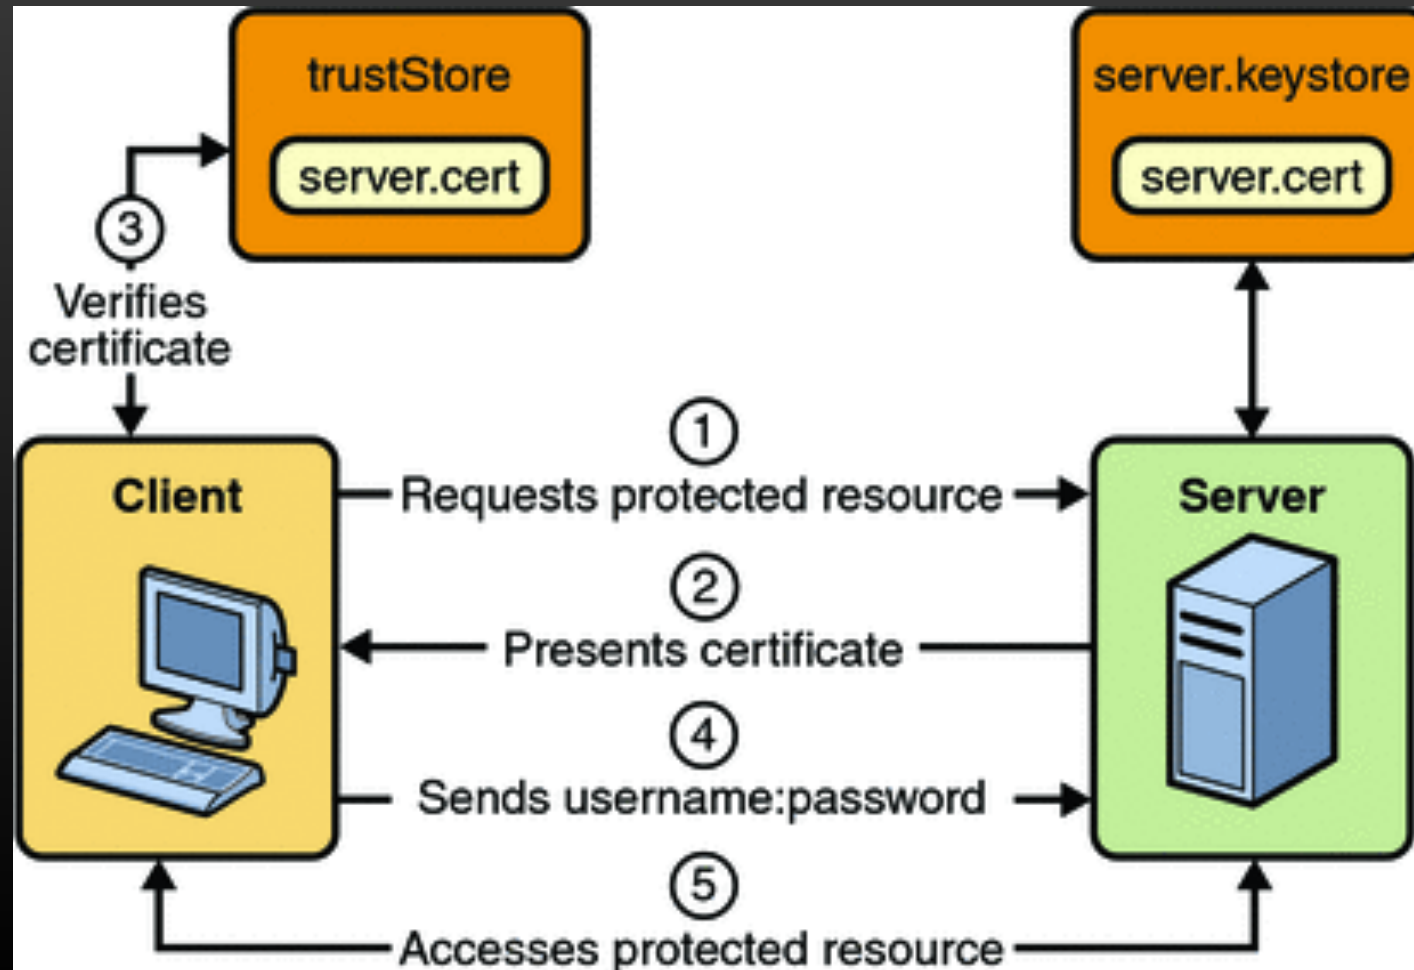 trustStore
server.cert
server.keystore
server.cert
3
Verifies
certificate
Client
Server
1
Requests protected resource
2
Presents certificate
4
Sends username:password
5
Accesses protected resource